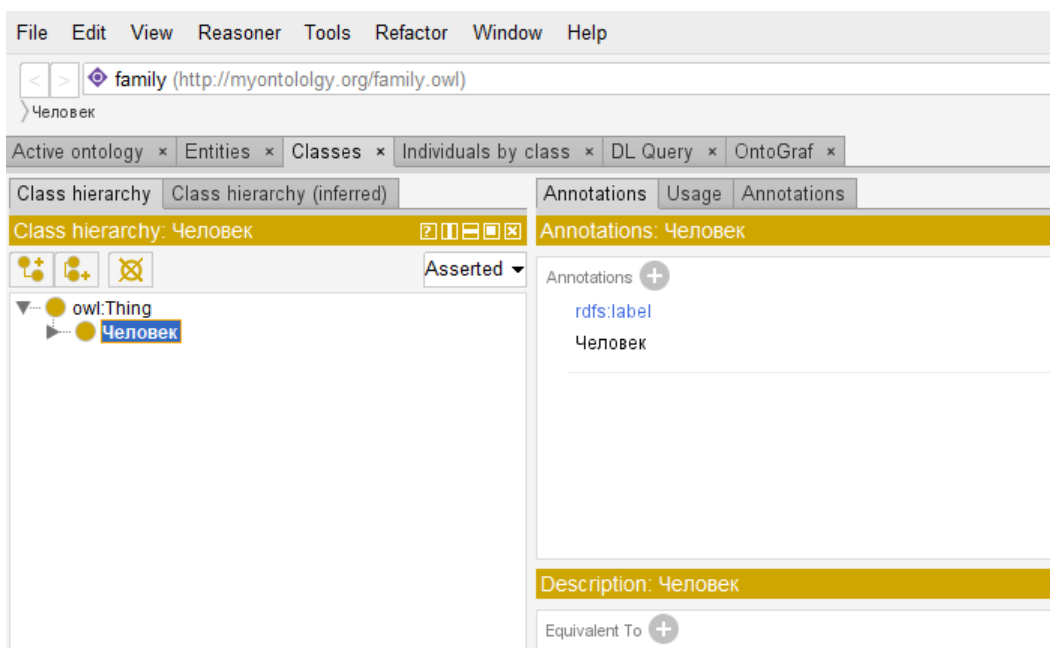 File Edit View Reasoner Tools Refactor Window Help
< > family (http://myontololgy.org/family.owl)
Человек
Active ontology × Entities × Classes × Individuals by class × DL Query × OntoGraf ×
Class hierarchy Class hierarchy (inferred)
Annotations Usage Annotations
Class hierarchy: Человек
Annotations: Человек
Asserted
Annotations
owl:Thing
rdfs:label
Человек
Человек
Description: Человек
Equivalent To